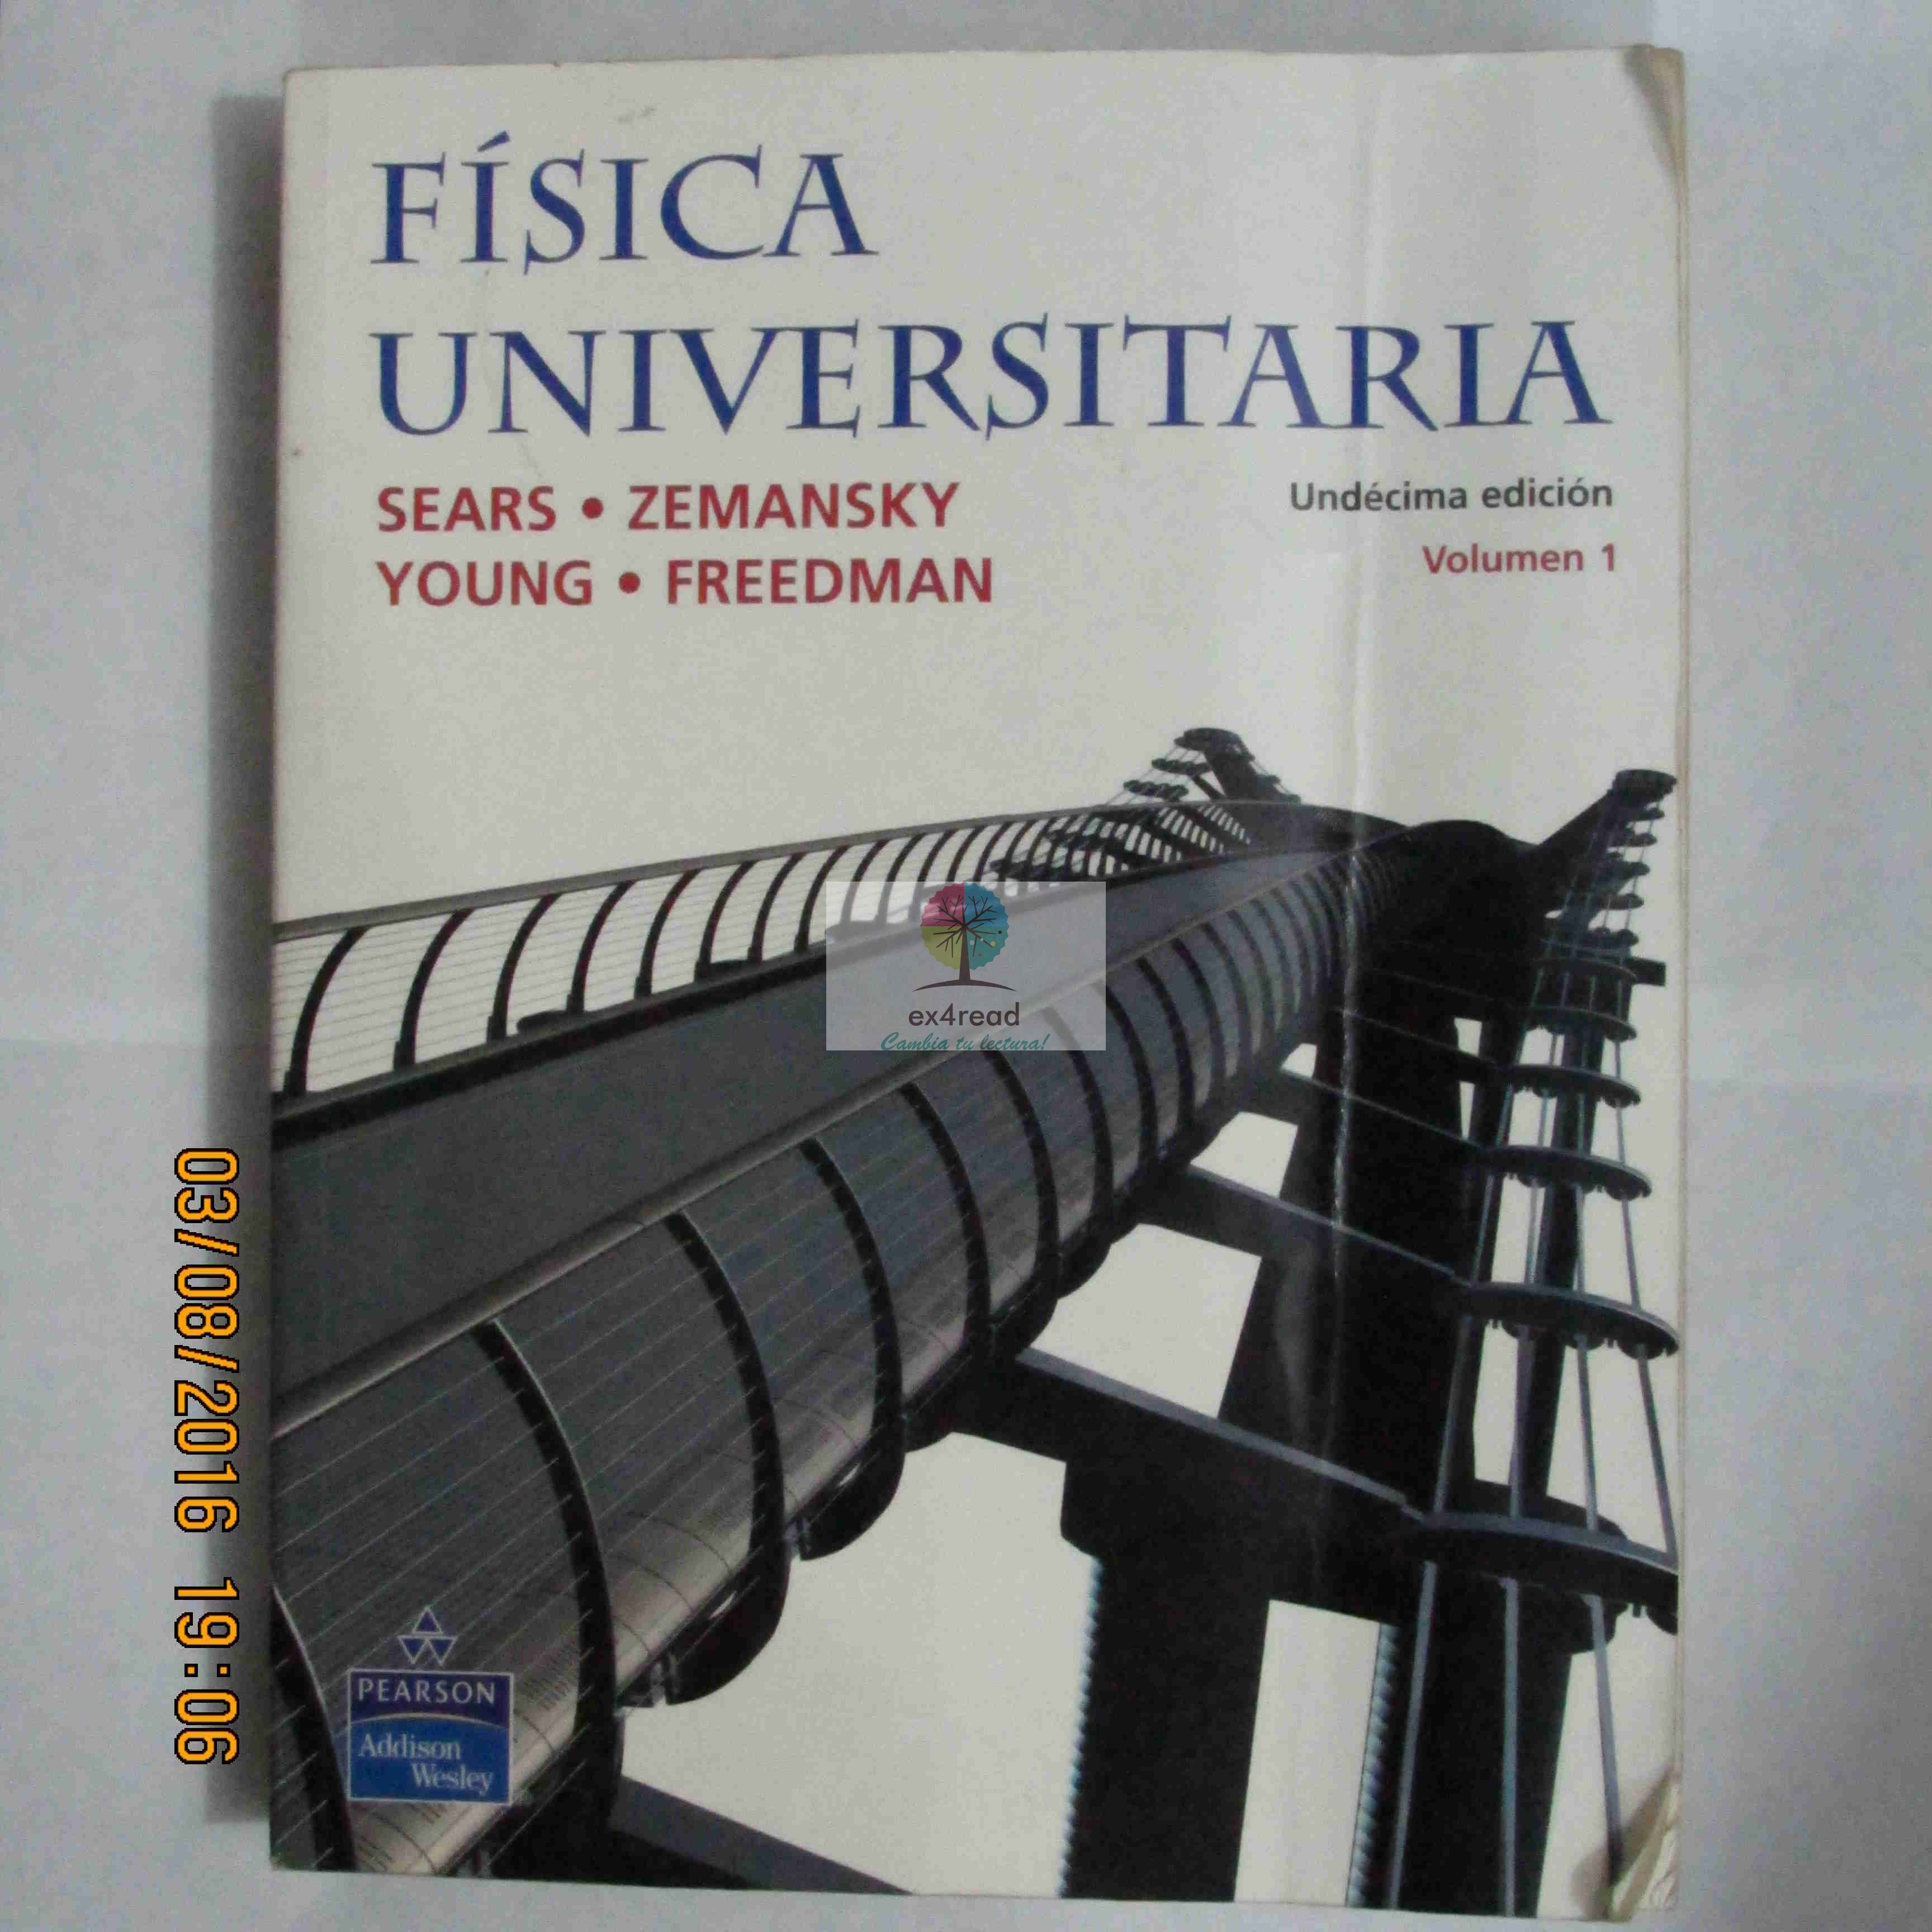 FÍSICA
UNIVERSITARIA
SEARS • ZEMANSKY
YOUNG • FREEDMAN
Undécima edición
Volumen 1
ex4read
Cambia tu lectura!
03/08/2016 19:06
PEARSON
Addison
Wesley